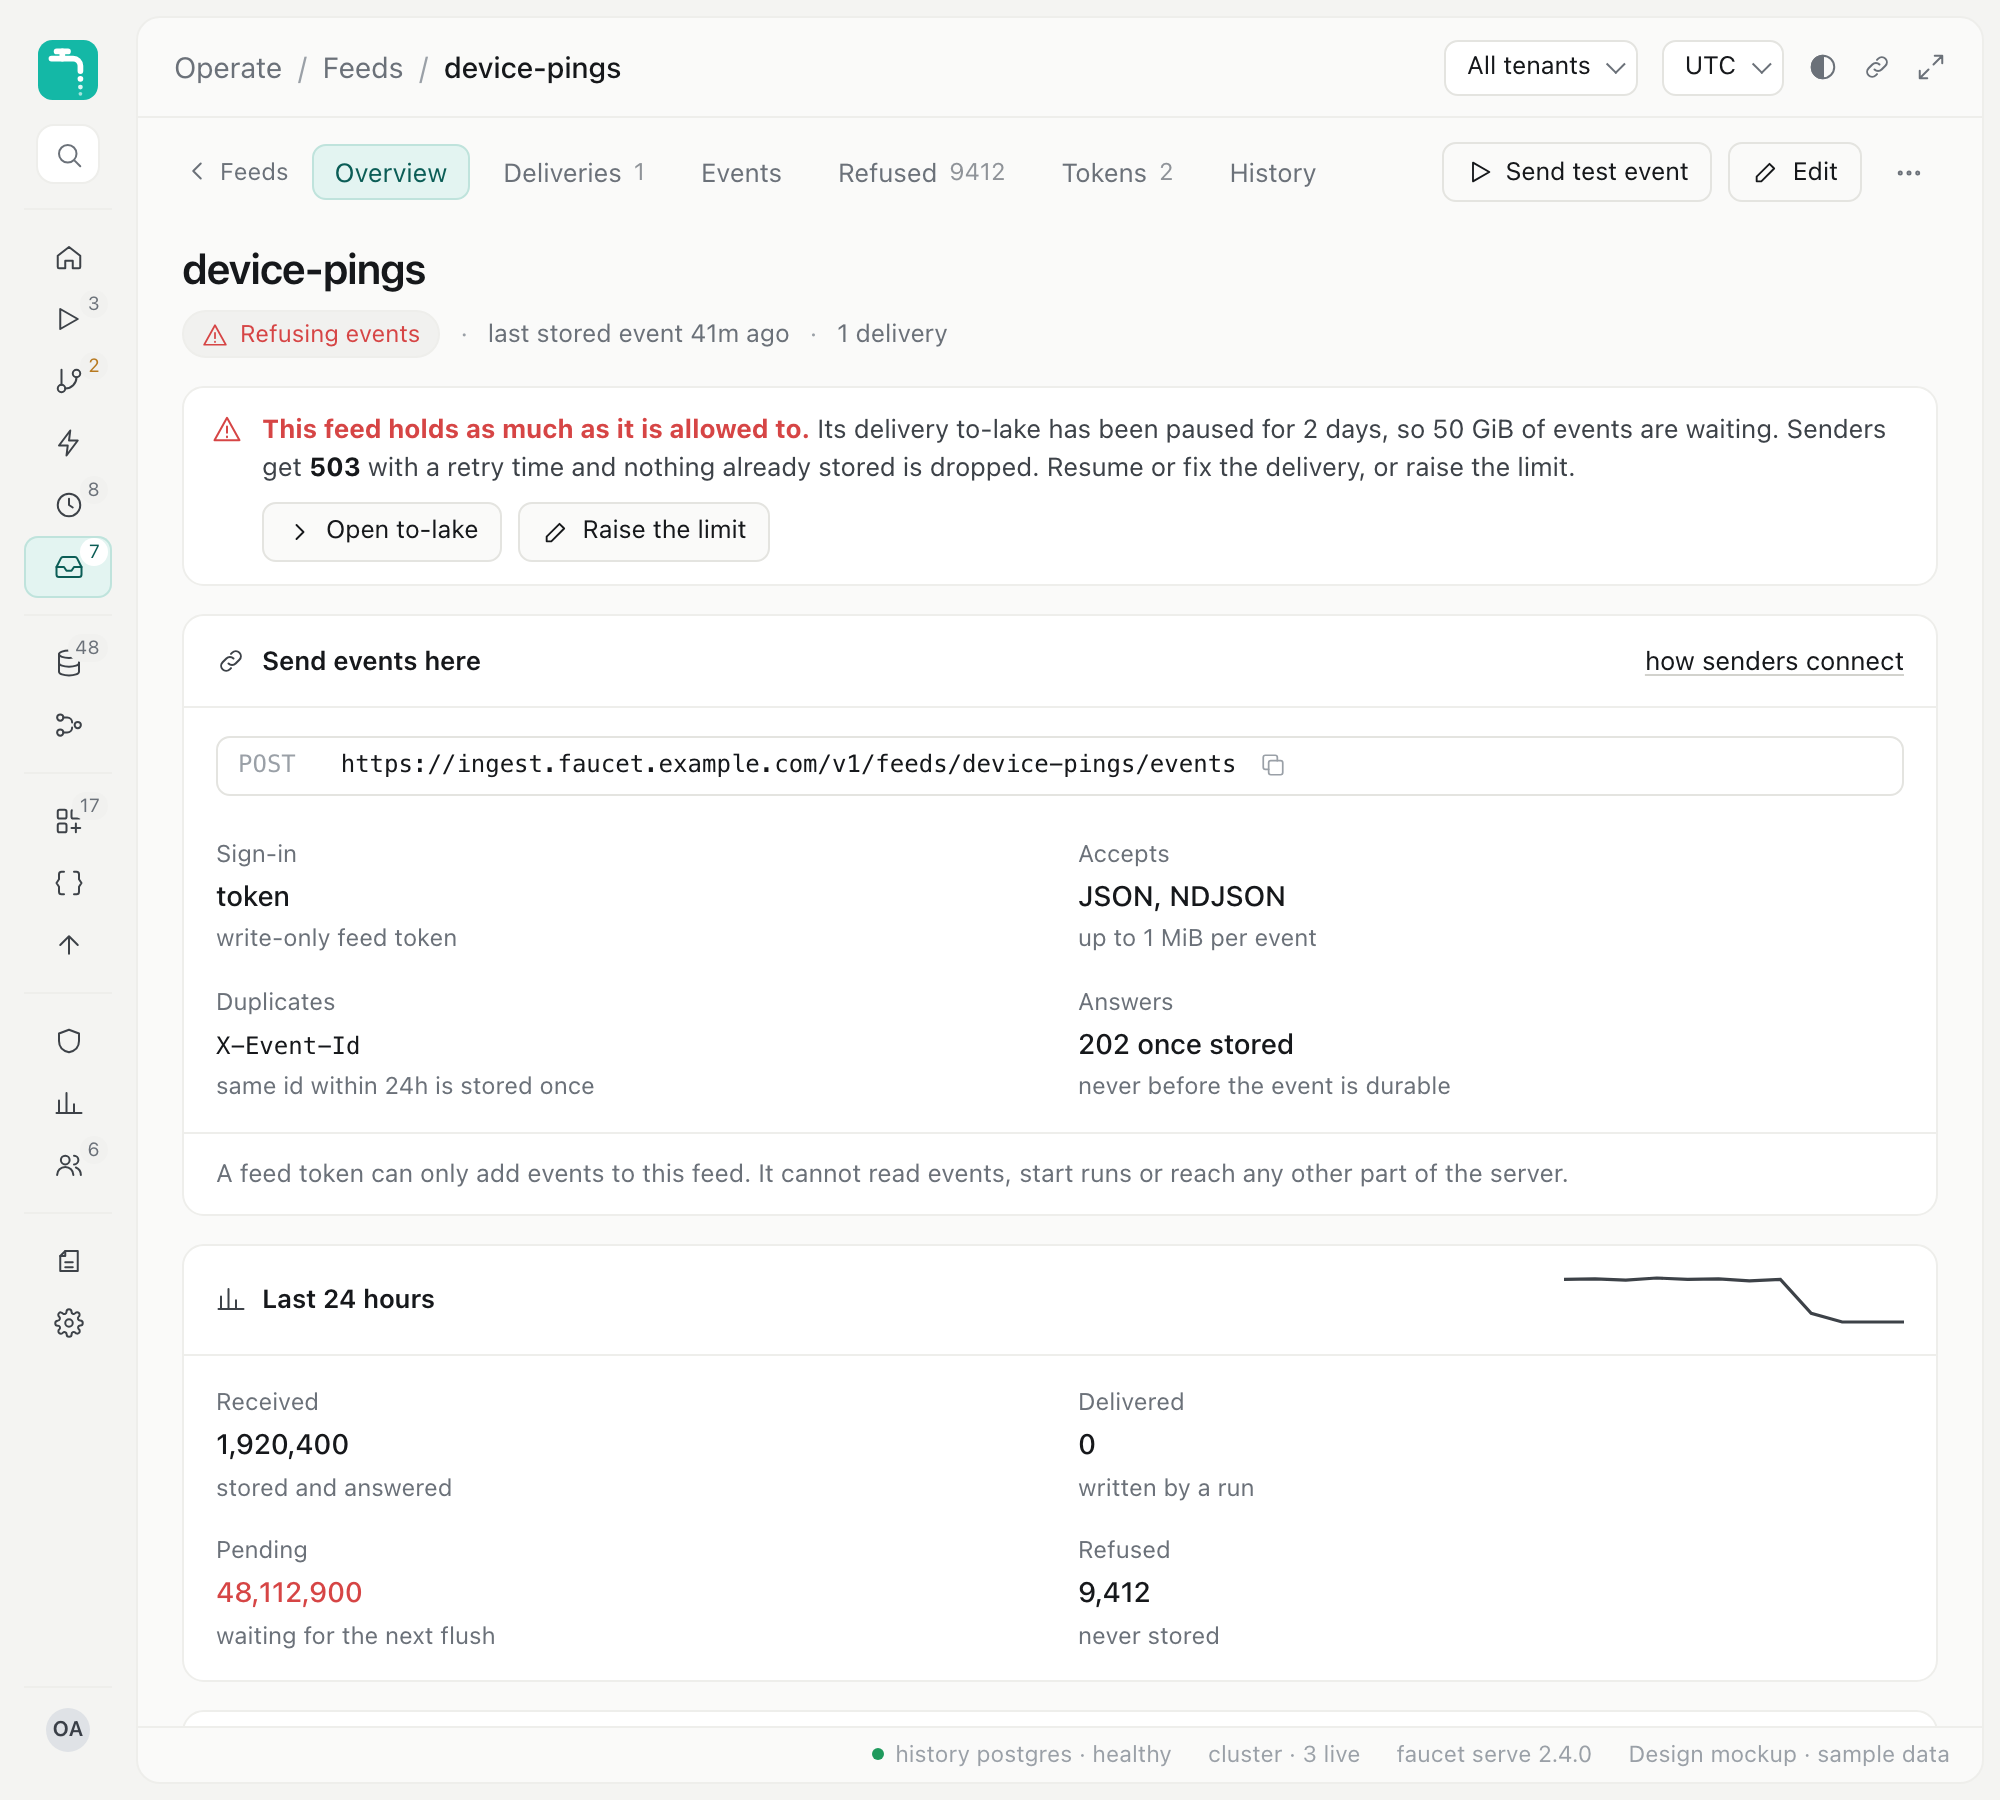 Operate / Feeds / device-pings
All tenants
UTC
Feeds
Overview
Deliveries 1
Events
Refused 9412
Tokens 2
History
Send test event
Edit
device-pings
Refusing events · last stored event 41m ago · 1 delivery
This feed holds as much as it is allowed to. Its delivery to-lake has been paused for 2 days, so 50 GiB of events are waiting. Senders
get 503 with a retry time and nothing already stored is dropped. Resume or fix the delivery, or raise the limit.
Open to-lake
Raise the limit
Send events here
how senders connect
POST https://ingest.faucet.example.com/v1/feeds/device-pings/events
Sign-in
token
write-only feed token
Accepts
JSON, NDJSON
up to 1 MiB per event
Duplicates
X-Event-Id
same id within 24h is stored once
Answers
202 once stored
never before the event is durable
A feed token can only add events to this feed. It cannot read events, start runs or reach any other part of the server.
Last 24 hours
Received
1,920,400
stored and answered
Delivered
0
written by a run
Pending
48,112,900
waiting for the next flush
Refused
9,412
never stored
3
2
8
7
48
17
6
OA
history postgres · healthy
cluster · 3 live
faucet serve 2.4.0
Design mockup · sample data